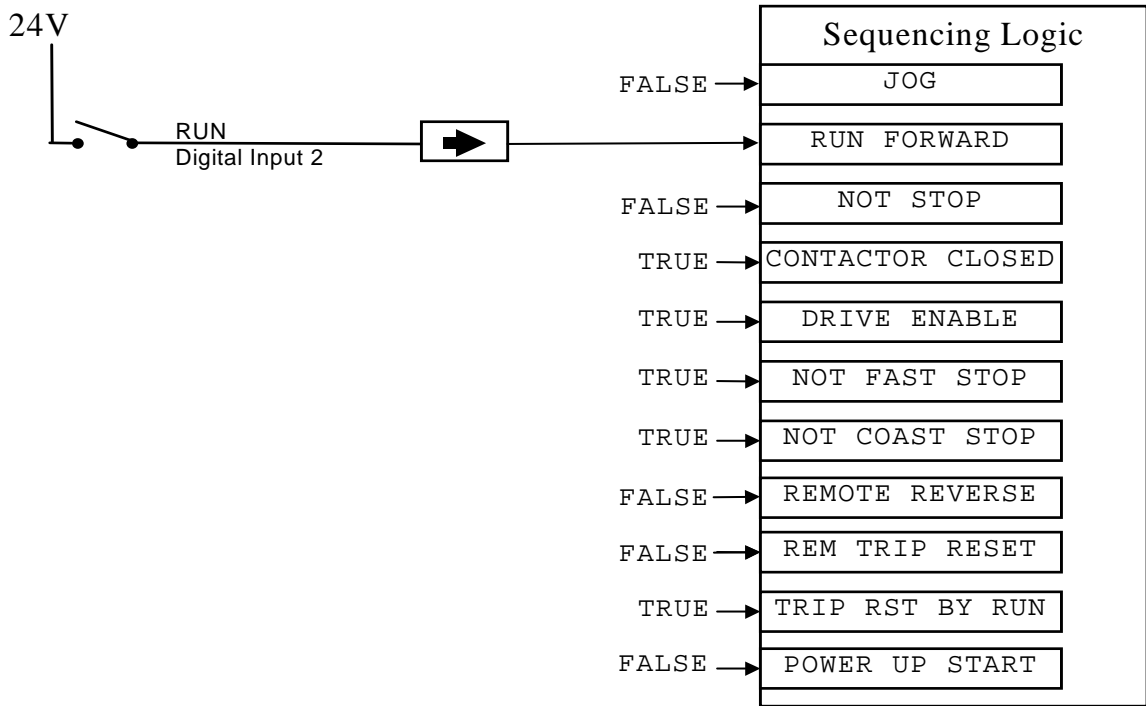 24V
Sequencing Logic
FALSE JOG
RUN
Digital Input 2
RUN FORWARD
FALSE NOT STOP
TRUE CONTACTOR CLOSED
TRUE DRIVE ENABLE
TRUE NOT FAST STOP
TRUE NOT COAST STOP
FALSE REMOTE REVERSE
FALSE REM TRIP RESET
TRUE TRIP RST BY RUN
FALSE POWER UP START